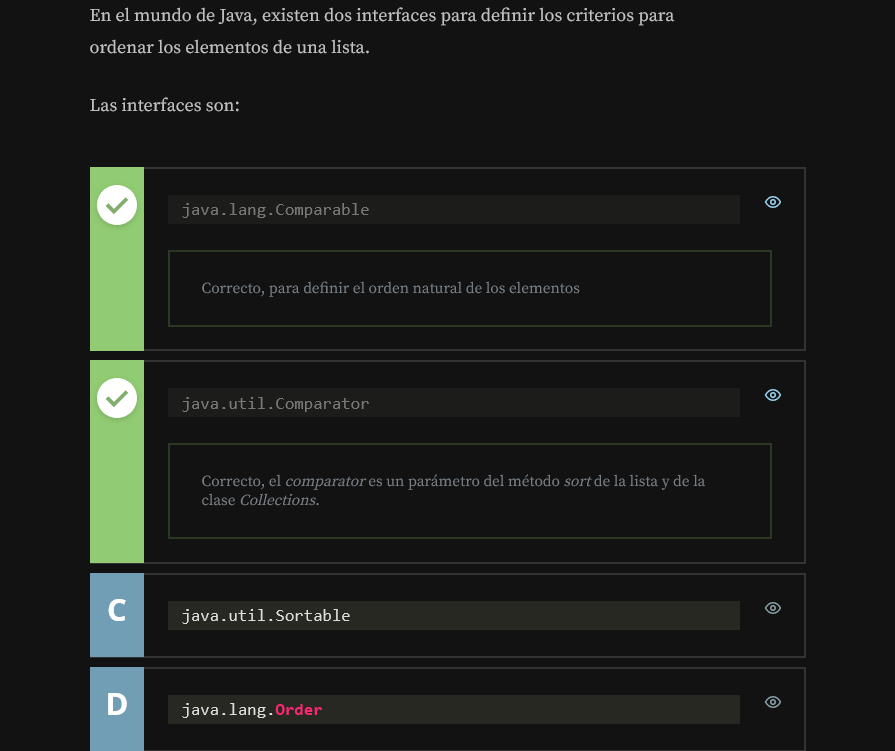 En el mundo de Java, existen dos interfaces para definir los criterios para
ordenar los elementos de una lista.
Las interfaces son:
java.lang.Comparable
Correcto, para definir el orden natural de los elementos
java.util.Comparator
Correcto, el comparator es un parámetro del método sort de la lista y de la
clase Collections.
C
java.util.Sortable
D
java.lang.Order